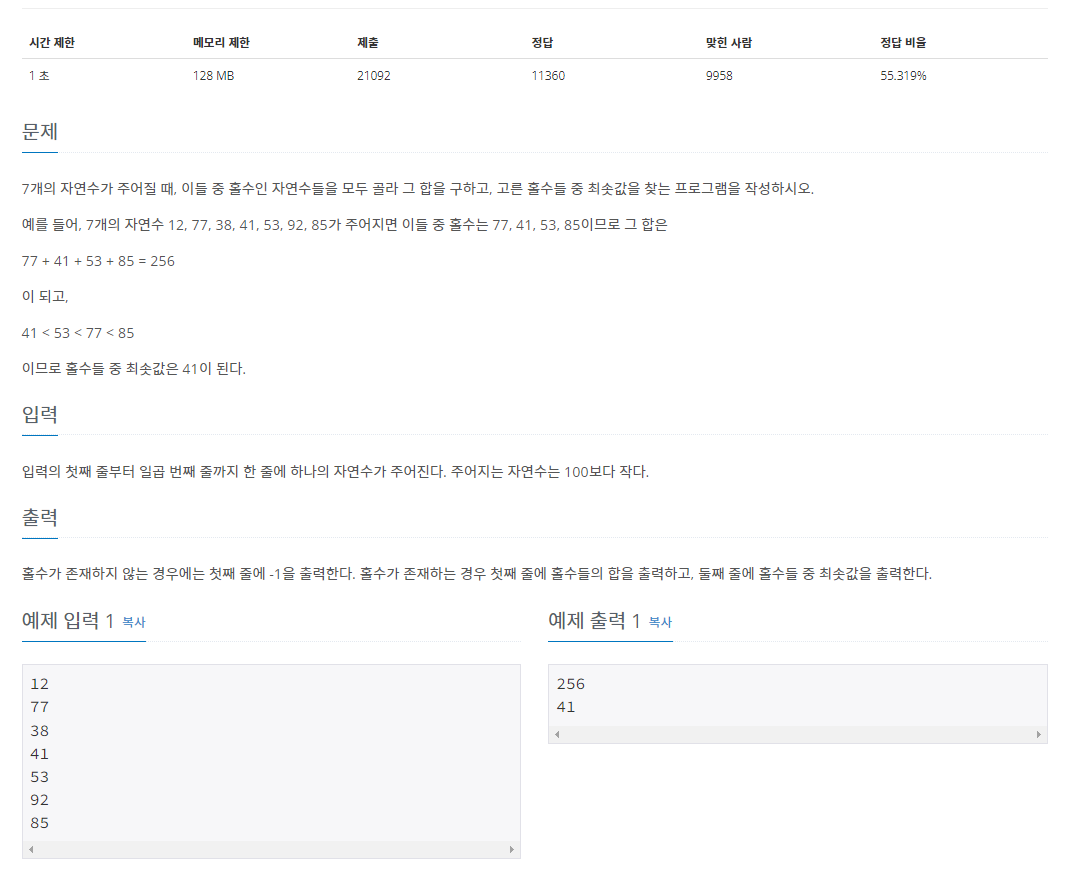 시간 제한 메모리 제한 제출 정답 맞힌 사람 정답 비율
1 초 128 MB 21092 11360 9958 55.319%
문제
7개의 자연수가 주어질 때, 이들 중 홀수인 자연수들을 모두 골라 그 합을 구하고, 고른 홀수들 중 최솟값을 찾는 프로그램을 작성하시오.
예를 들어, 7개의 자연수 12, 77, 38, 41, 53, 92, 85가 주어지면 이들 중 홀수는 77, 41, 53, 85이므로 그 합은
77 + 41 + 53 + 85 = 256
이 되고,
41 < 53 < 77 < 85
이므로 홀수들 중 최솟값은 41이 된다.
입력
입력의 첫째 줄부터 일곱 번째 줄까지 한 줄에 하나의 자연수가 주어진다. 주어지는 자연수는 100보다 작다.
출력
홀수가 존재하지 않는 경우에는 첫째 줄에 -1을 출력한다. 홀수가 존재하는 경우 첫째 줄에 홀수들의 합을 출력하고, 둘째 줄에 홀수들 중 최솟값을 출력한다.
예제 입력 1 복사
12
77
38
41
53
92
85
예제 출력 1 복사
256
41